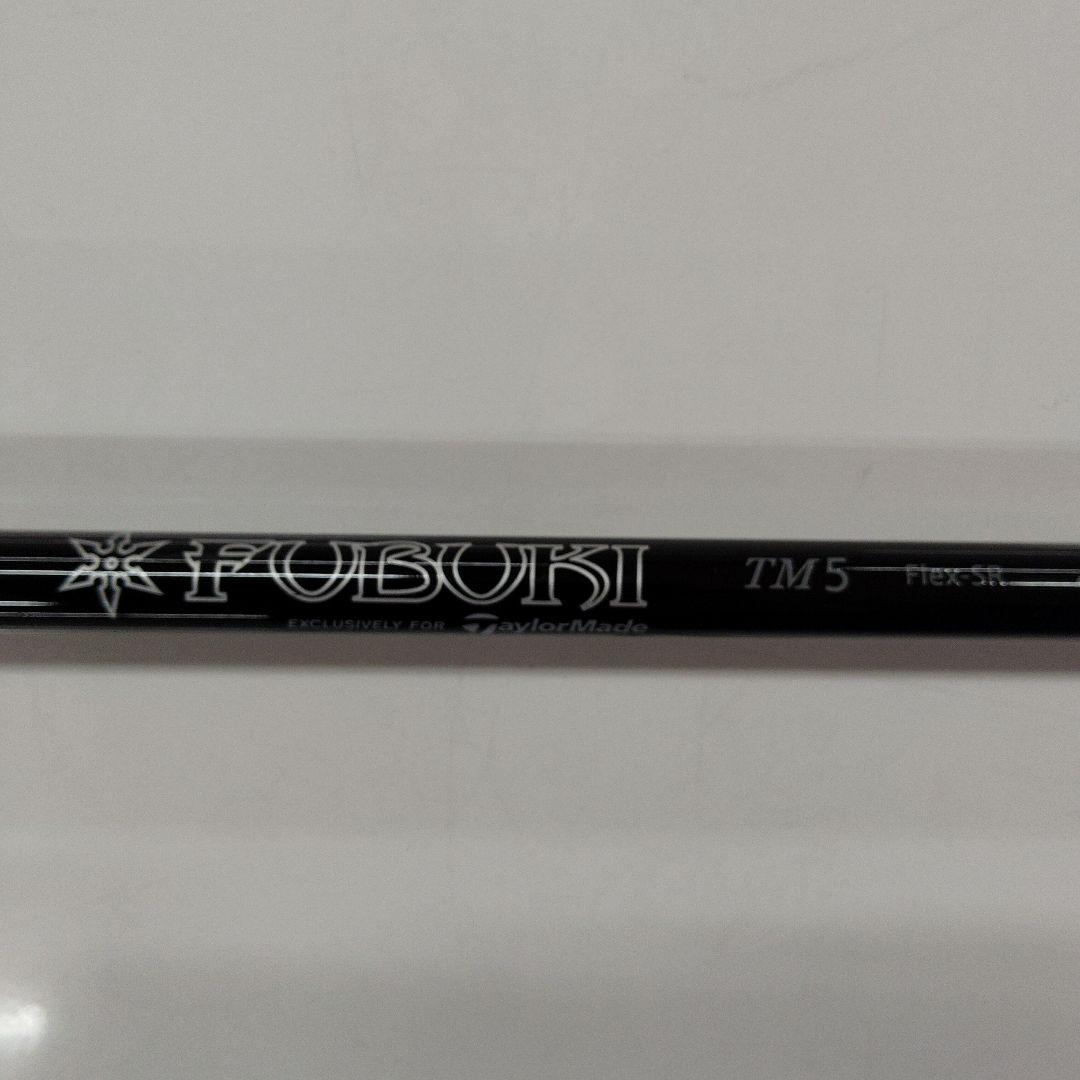 FUBUKI TM5 Flex-SR
EXCLUSIVELY FOR TaylorMade